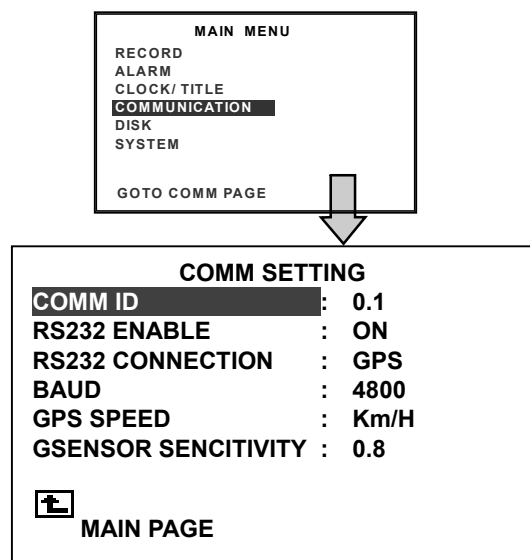 MAIN MENU
RECORD
ALARM
CLOCK/ TITLE
COMMUNICATION
DISK
SYSTEM
GOTO COMM PAGE
COMM SETTING
COMM ID : 0.1
RS232 ENABLE : ON
RS232 CONNECTION : GPS
BAUD : 4800
GPS SPEED : Km/H
GSENSOR SENCITIVITY : 0.8
MAIN PAGE